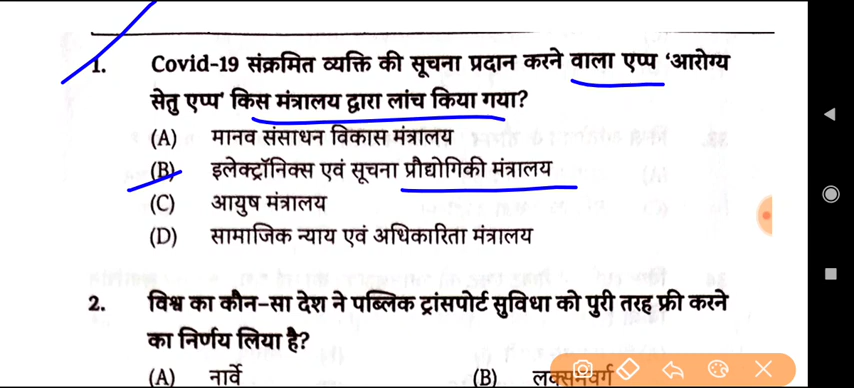 1. Covid-19 संक्रमित व्यक्ति की सूचना प्रदान करने वाला एप्प 'आरोग्य
सेतु एप्प' किस मंत्रालय द्वारा लांच किया गया?
(A) मानव संसाधन विकास मंत्रालय
(B) इलेक्ट्रॉनिक्स एवं सूचना प्रौद्योगिकी मंत्रालय
(C) आयुष मंत्रालय
(D) सामाजिक न्याय एवं अधिकारिता मंत्रालय
2. विश्व का कौन-सा देश ने पब्लिक ट्रांसपोर्ट सुविधा को पुरी तरह फ्री करने
का निर्णय लिया है?
(A) नार्वे (B) लक्समबर्ग